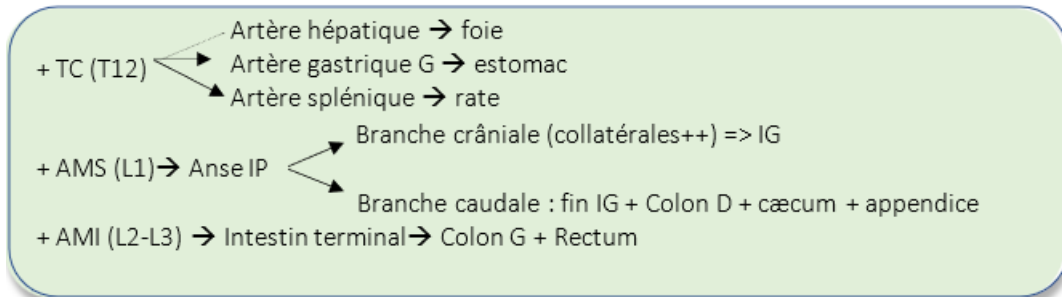 Artère hépatique → foie
+ TC (T12) Artère gastrique G → estomac
Artère splénique → rate
Branche crâniale (collatérales++) => IG
+ AMS (L1)→ Anse IP
Branche caudale : fin IG + Colon D + cæcum + appendice
+ AMI (L2-L3) → Intestin terminal→ Colon G + Rectum